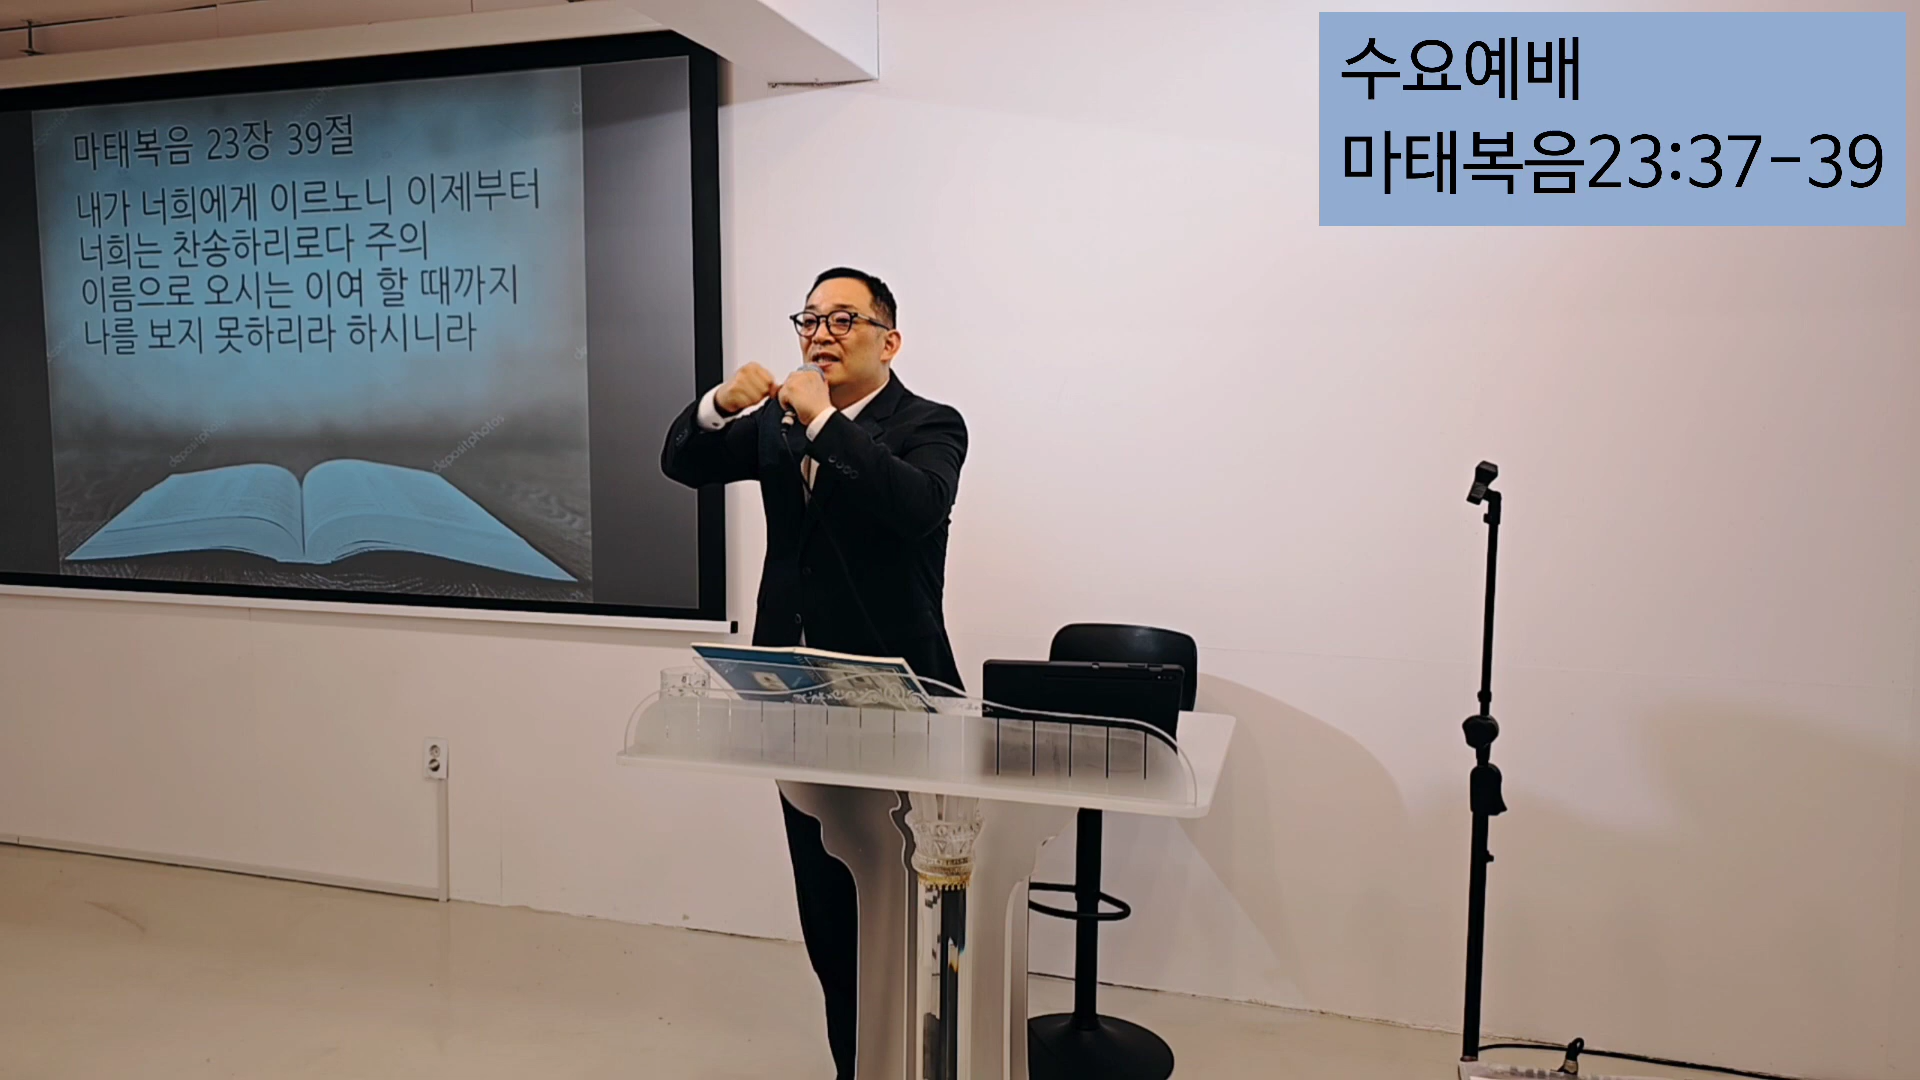 마태복음 23장 39절
내가 너희에게 이르노니 이제부터
너희는 찬송하리로다 주의
이름으로 오시는 이여 할 때까지
나를 보지 못하리라 하시니라
depositphotos
depositphotos
수요예배
마태복음23:37-39